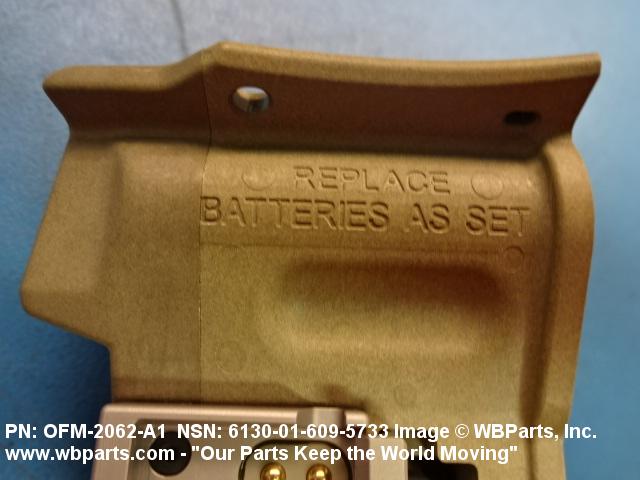 REPLACE
BATTERIES AS SET
PN: OFM-2062-A1 NSN: 6130-01-609-5733 Image © WBParts, Inc.
www.wbparts.com - "Our Parts Keep the World Moving"